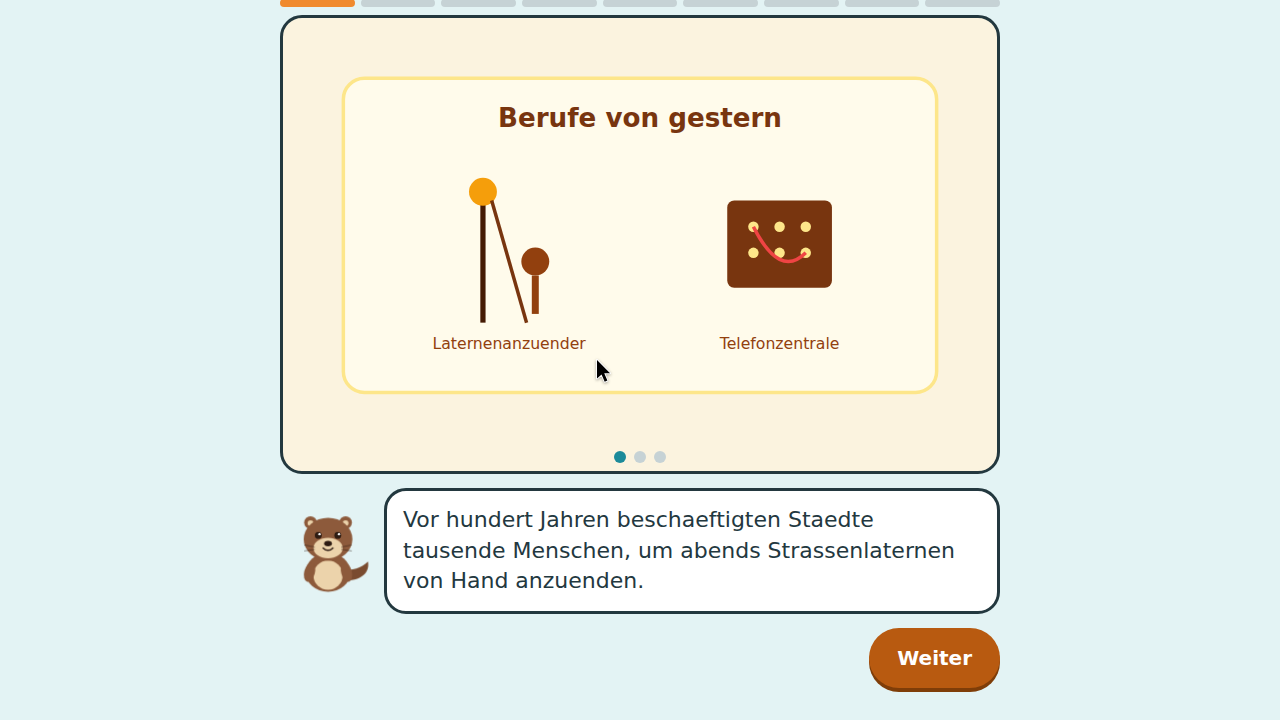 Berufe von gestern
Laternenanzuender
Telefonzentrale
Vor hundert Jahren beschaeftigten Staedte
tausende Menschen, um abends Strassenlaternen
von Hand anzuenden.
Weiter